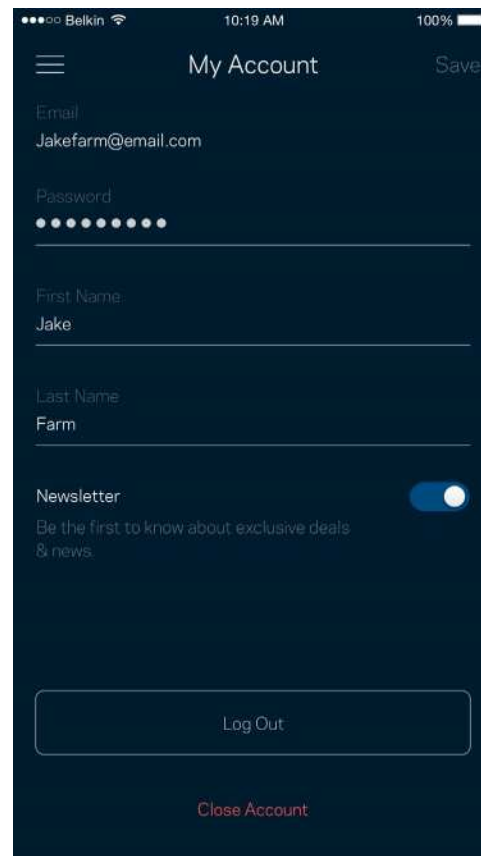 Belkin 10:19 AM 100%
My Account Save
Email
Jakefarm@email.com
Password
First Name
Jake
Last Name
Farm
Newsletter
Be the first to know about exclusive deals
& news.
Log Out
Close Account